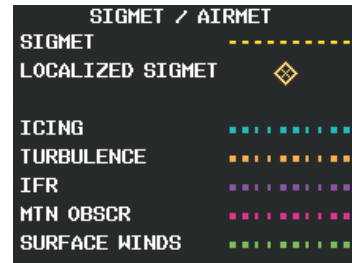 SIGMET / AIRMET
SIGMET
LOCALIZED SIGMET
ICING
TURBULENCE
IFR
MTN OBSCR
SURFACE WINDS